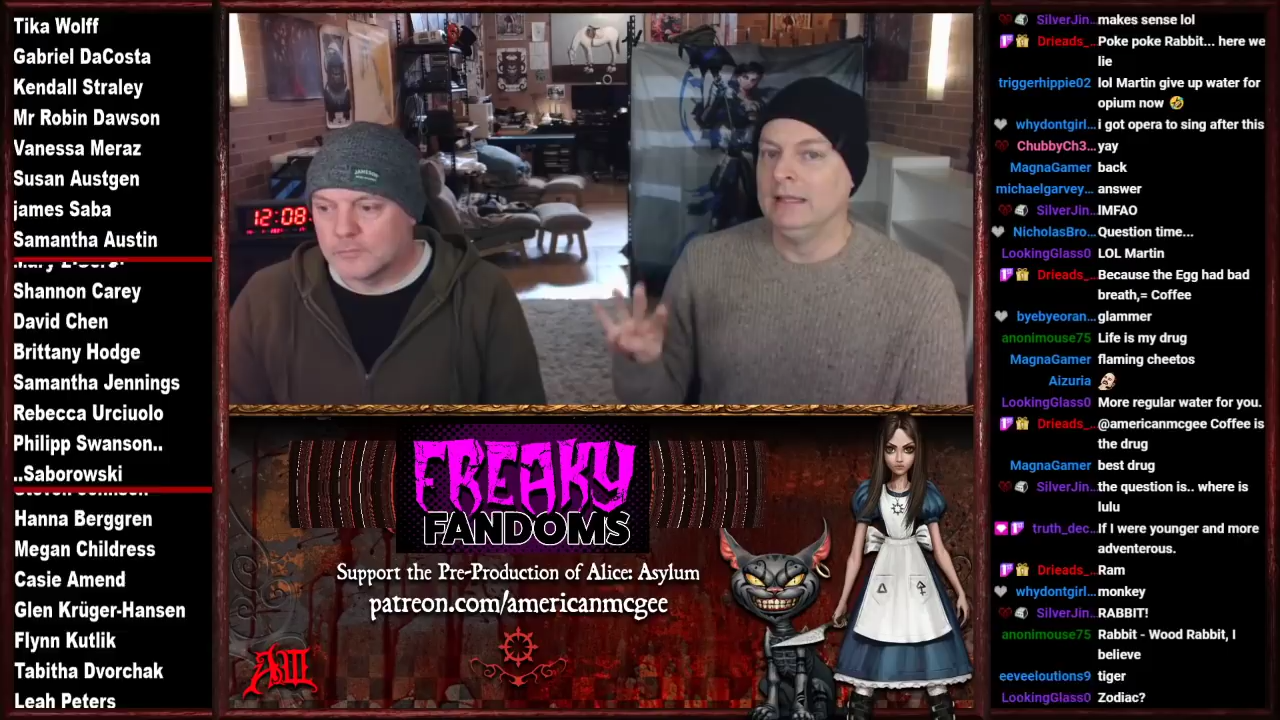 Tika Wolff
Gabriel DaCosta
Kendall Straley
Mr Robin Dawson
Vanessa Meraz
Susan Austgen
james Saba
Samantha Austin
Shannon Carey
David Chen
Brittany Hodge
Samantha Jennings
Rebecca Urciuolo
Philipp Swanson..
..Saborowski
Hanna Berggren
Megan Childress
Casie Amend
Glen Krüger-Hansen
Flynn Kutlik
Tabitha Dvorchak
Leah Peters
JAMESON
12:08
FREAKY
FANDOMS
Support the Pre-Production of Alice: Asylum
patreon.com/americanmcgee
SilverJin... makes sense lol
Drieads_... Poke poke Rabbit... here we
lie
triggerhippie02 lol Martin give up water for
opium now
whydontgirl... i got opera to sing after this
ChubbyCh3... yay
MagnaGamer back
michaelgarvey... answer
SilverJin... lMFAO
NicholasBro... Question time...
LookingGlass0 LOL Martin
Drieads_... Because the Egg had bad
breath,= Coffee
byebyeoran... glammer
anonimouse75 Life is my drug
MagnaGamer flaming cheetos
Aizuria
LookingGlass0 More regular water for you.
Drieads_... @americanmcgee Coffee is
the drug
MagnaGamer best drug
SilverJin... the question is.. where is
lulu
truth_dec... If I were younger and more
adventerous.
Drieads_... Ram
whydontgirl... monkey
SilverJin... RABBIT!
anonimouse75 Rabbit - Wood Rabbit, I
believe
eeveeloutions9 tiger
LookingGlass0 Zodiac?